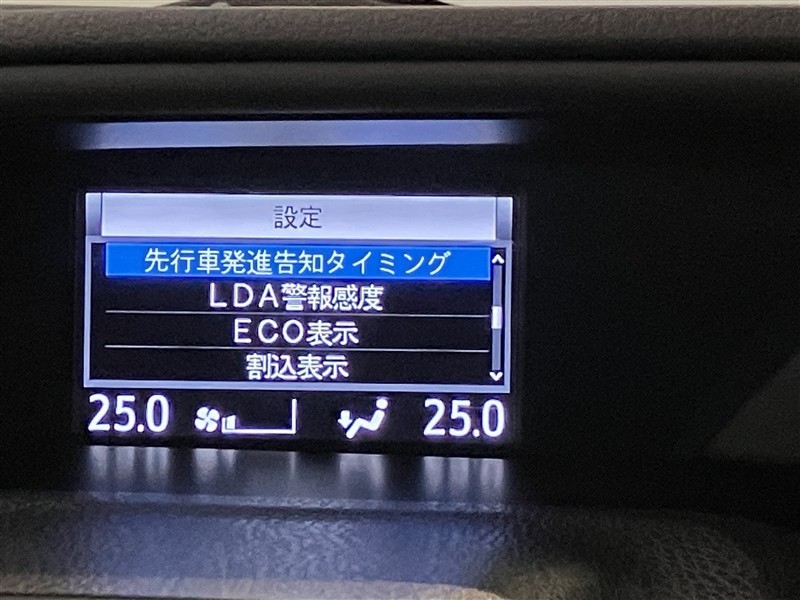 設定
先行車発進告知タイミング
LDA警報感度
ECO表示
割込表示
25.0 25.0